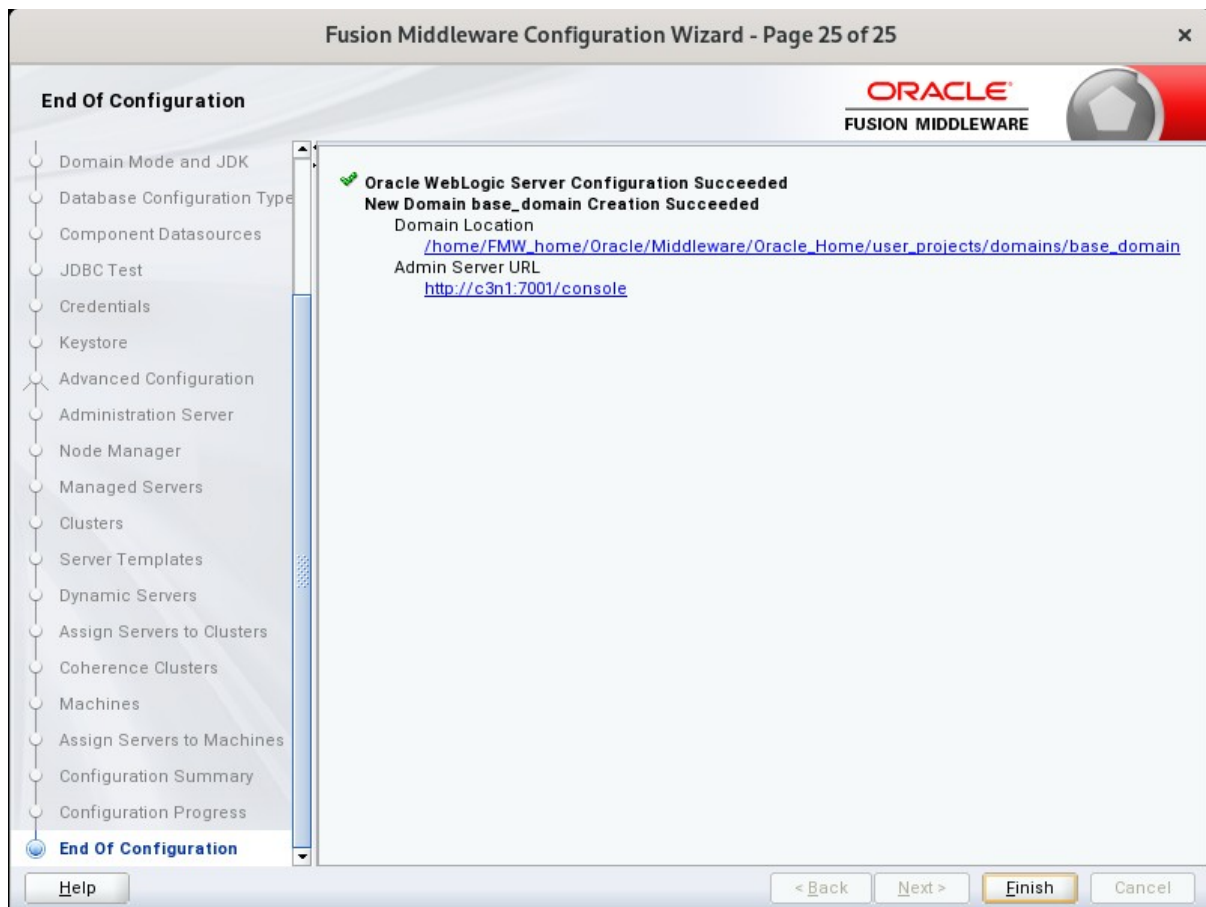 Fusion Middleware Configuration Wizard - Page 25 of 25
×
End Of Configuration
ORACLE
FUSION MIDDLEWARE
Domain Mode and JDK
Database Configuration Type
Component Datasources
JDBC Test
Credentials
Keystore
Advanced Configuration
Administration Server
Node Manager
Managed Servers
Clusters
Server Templates
Dynamic Servers
Assign Servers to Clusters
Coherence Clusters
Machines
Assign Servers to Machines
Configuration Summary
Configuration Progress
End Of Configuration
Oracle WebLogic Server Configuration Succeeded
New Domain base_domain Creation Succeeded
Domain Location
/home/FMW_home/Oracle/Middleware/Oracle_Home/user_projects/domains/base_domain
Admin Server URL
http://c3n1:7001/console
Help
< Back
Next >
Finish
Cancel